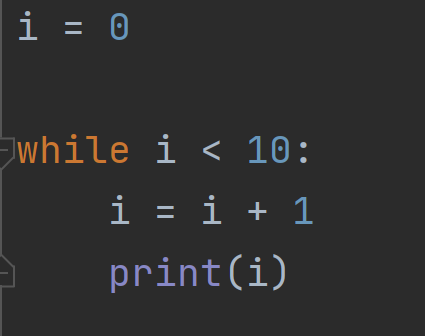 i = 0
while i < 10:
    i = i + 1
    print(i)